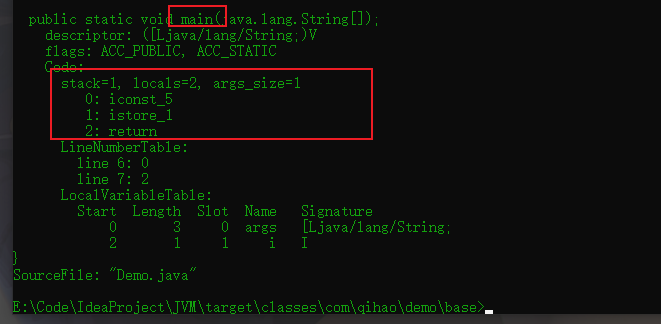 public static void main(java.lang.String[]);
descriptor: ([Ljava/lang/String;)V
flags: ACC_PUBLIC, ACC_STATIC
Code:
stack=1, locals=2, args_size=1
0: iconst_5
1: istore_1
2: return
LineNumberTable:
line 6: 0
line 7: 2
LocalVariableTable:
Start Length Slot Name Signature
0 3 0 args [Ljava/lang/String;
2 1 1 i I
}
SourceFile: "Demo.java"
E:\Code\IdeaProject\JVM\target\classes\com\qihao\demo\base>